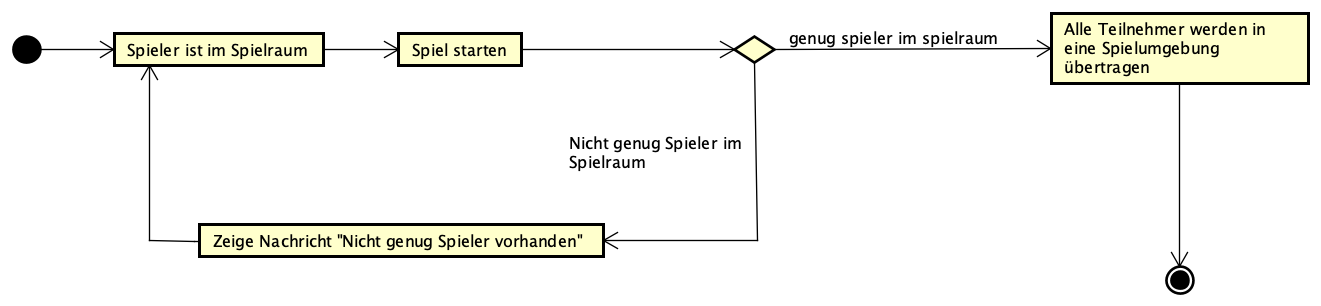 Spieler ist im Spielraum
Spiel starten
genug spieler im spielraum
Alle Teilnehmer werden in
eine Spielumgebung
übertragen
Nicht genug Spieler im
Spielraum
Zeige Nachricht "Nicht genug Spieler vorhanden"